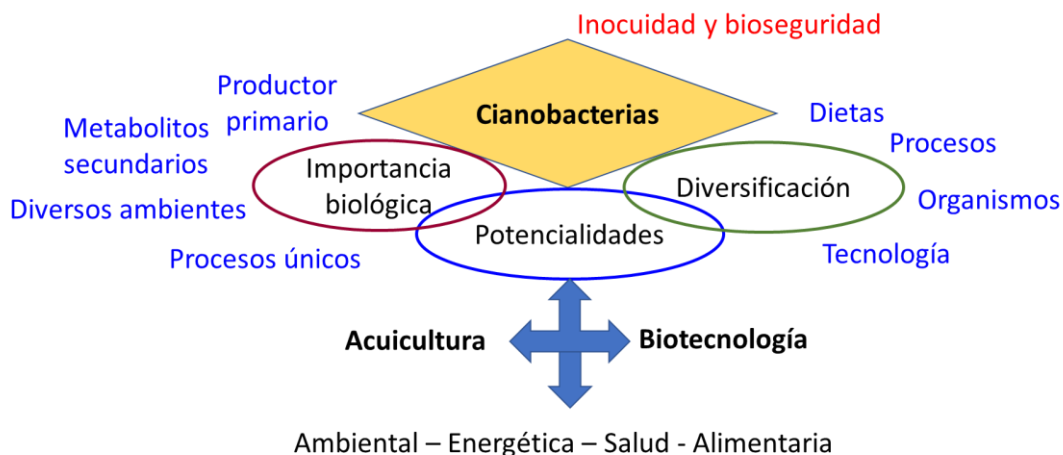 Inocuidad y bioseguridad
Productor
primario
Cianobacterias
Dietas
Metabolitos
secundarios
Procesos
Importancia
biológica
Diversificación
Diversos ambientes
Organismos
Potencialidades
Procesos únicos
Tecnología
Acuicultura
Biotecnología
Ambiental – Energética – Salud - Alimentaria